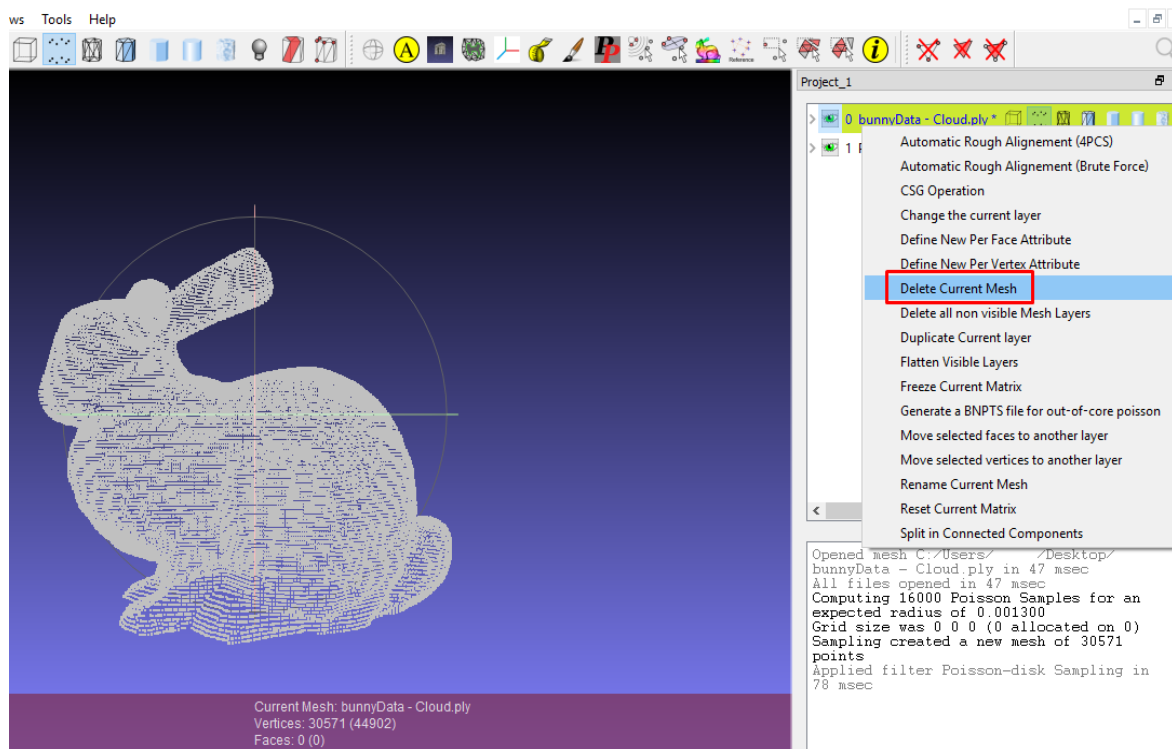 ws Tools Help
A
PP
Reference
i
Project_1
0 bunnyData - Cloud.ply *
1 P
Automatic Rough Alignement (4PCS)
Automatic Rough Alignement (Brute Force)
CSG Operation
Change the current layer
Define New Per Face Attribute
Define New Per Vertex Attribute
Delete Current Mesh
Delete all non visible Mesh Layers
Duplicate Current layer
Flatten Visible Layers
Freeze Current Matrix
Generate a BNPTS file for out-of-core poisson
Move selected faces to another layer
Move selected vertices to another layer
Rename Current Mesh
Reset Current Matrix
Split in Connected Components
Opened mesh C:/Users/ /Desktop/
bunnyData - Cloud.ply in 47 msec
All files opened in 47 msec
Computing 16000 Poisson Samples for an
expected radius of 0.001300
Grid size was 0 0 0 (0 allocated on 0)
Sampling created a new mesh of 30571
points
Applied filter Poisson-disk Sampling in
78 msec
Current Mesh: bunnyData - Cloud.ply
Vertices: 30571 (44902)
Faces: 0 (0)